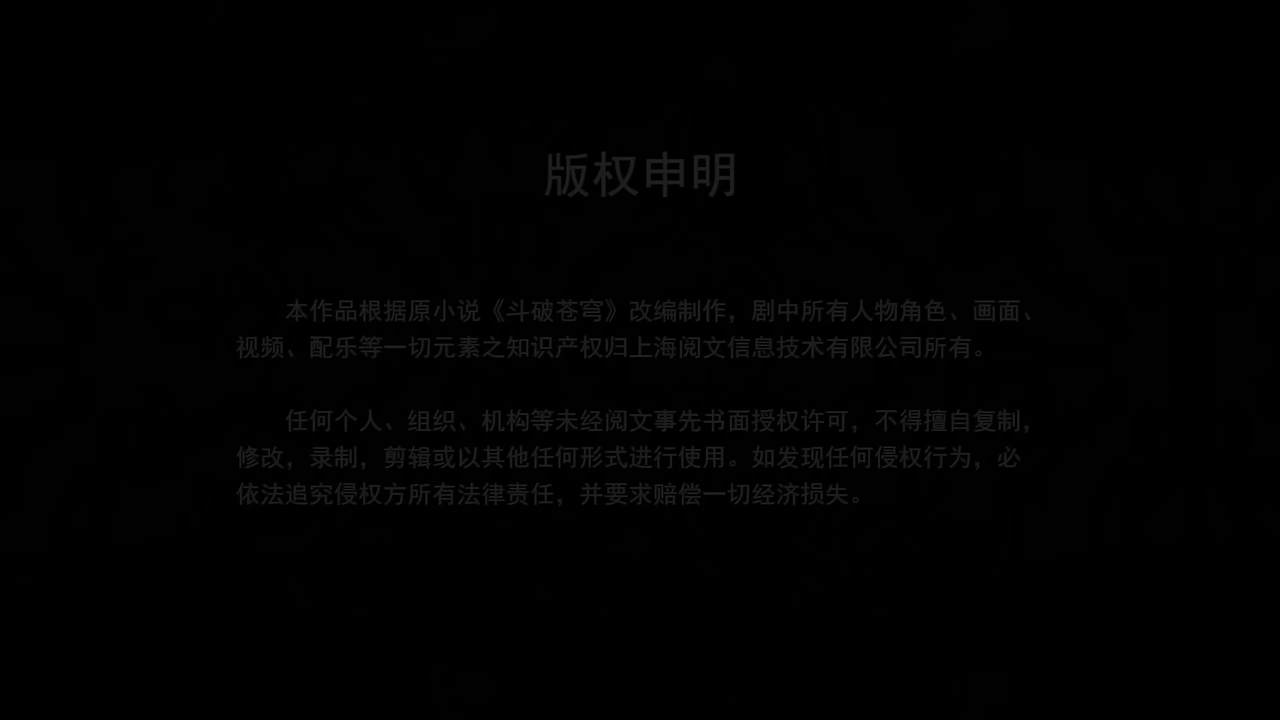 版权申明
本作品根据原小说《斗破苍穹》改编制作，剧中所有人物角色、画面、
视频、配乐等一切元素之知识产权归上海阅文信息技术有限公司所有。
任何个人、组织、机构等未经阅文事先书面授权许可，不得擅自复制，
修改，录制，剪辑或以其他任何形式进行使用。如发现任何侵权行为，必
依法追究侵权方所有法律责任，并要求赔偿一切经济损失。